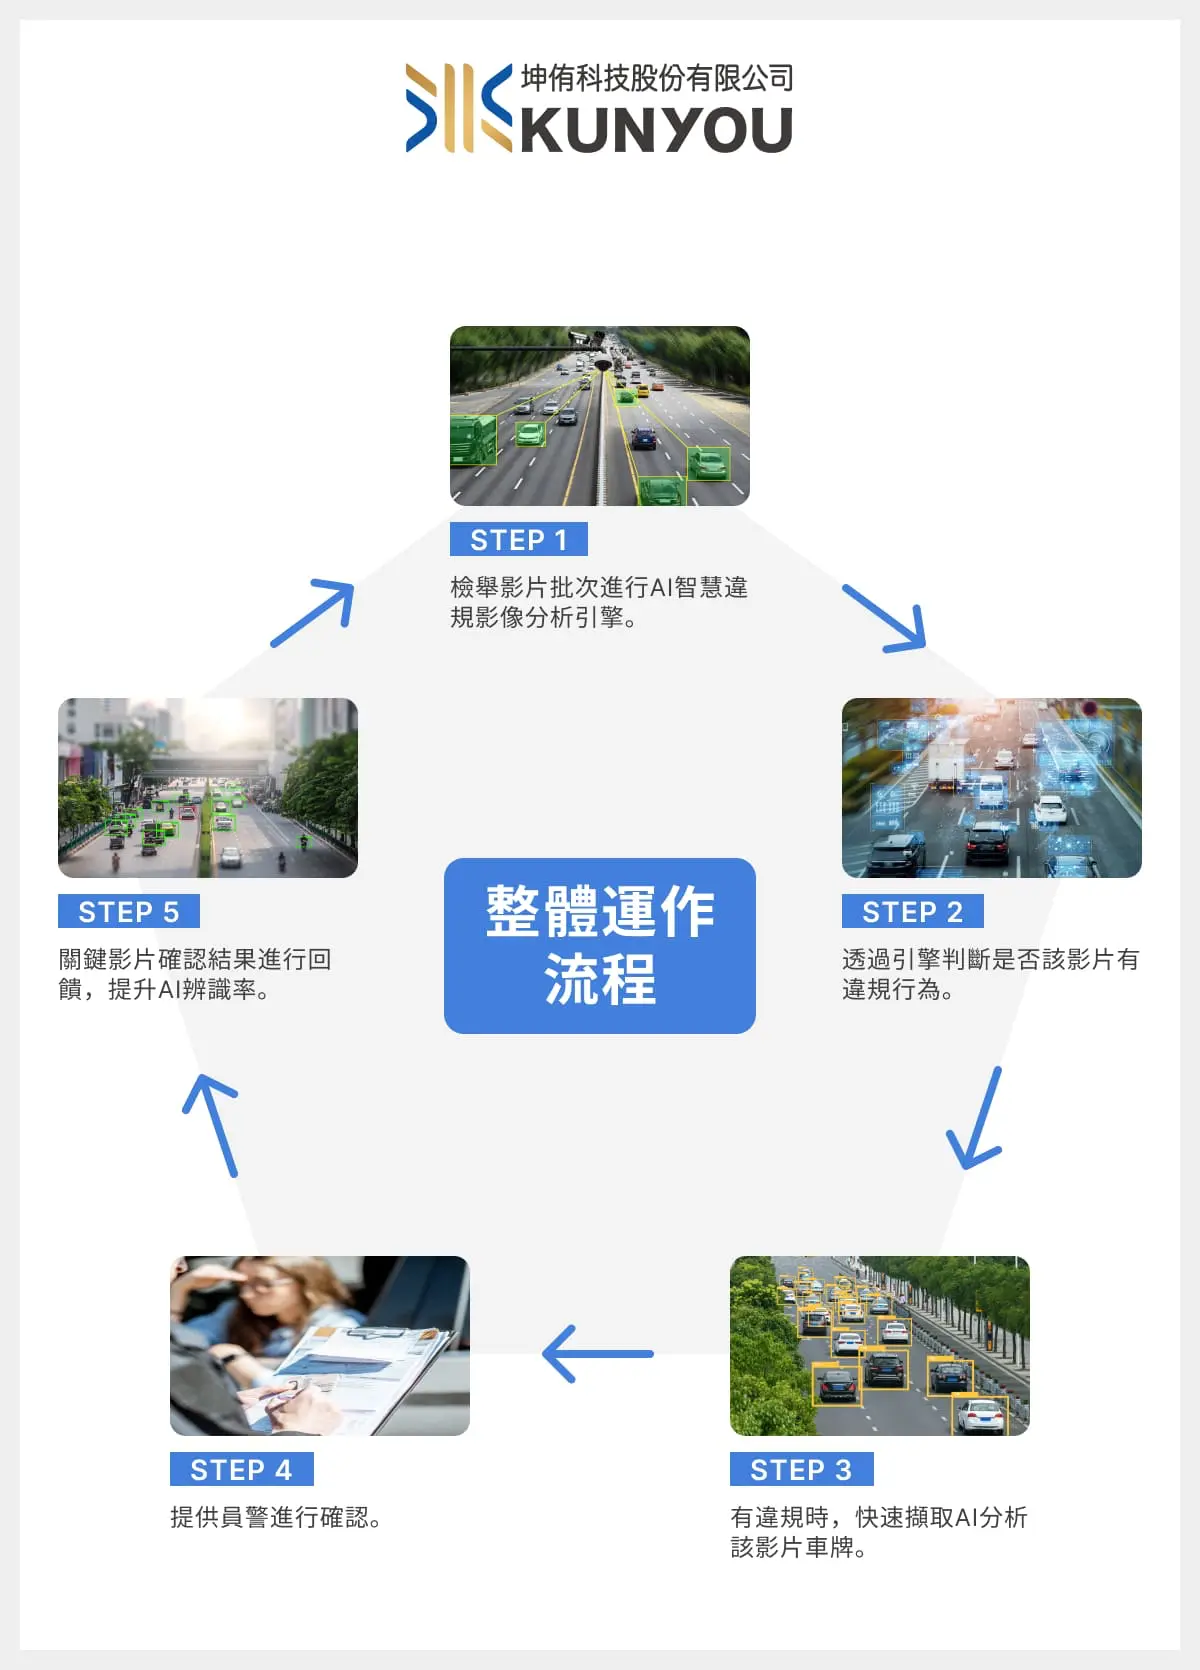 坤侑科技股份有限公司
KUNYOU
STEP 1
檢舉影片批次進行AI智慧違
規影像分析引擎。
STEP 5
關鍵影片確認結果進行回
饋，提升AI辨識率。
整體運作
流程
STEP 2
透過引擎判斷是否該影片有
違規行為。
STEP 4
提供員警進行確認。
STEP 3
有違規時，快速擷取AI分析
該影片車牌。